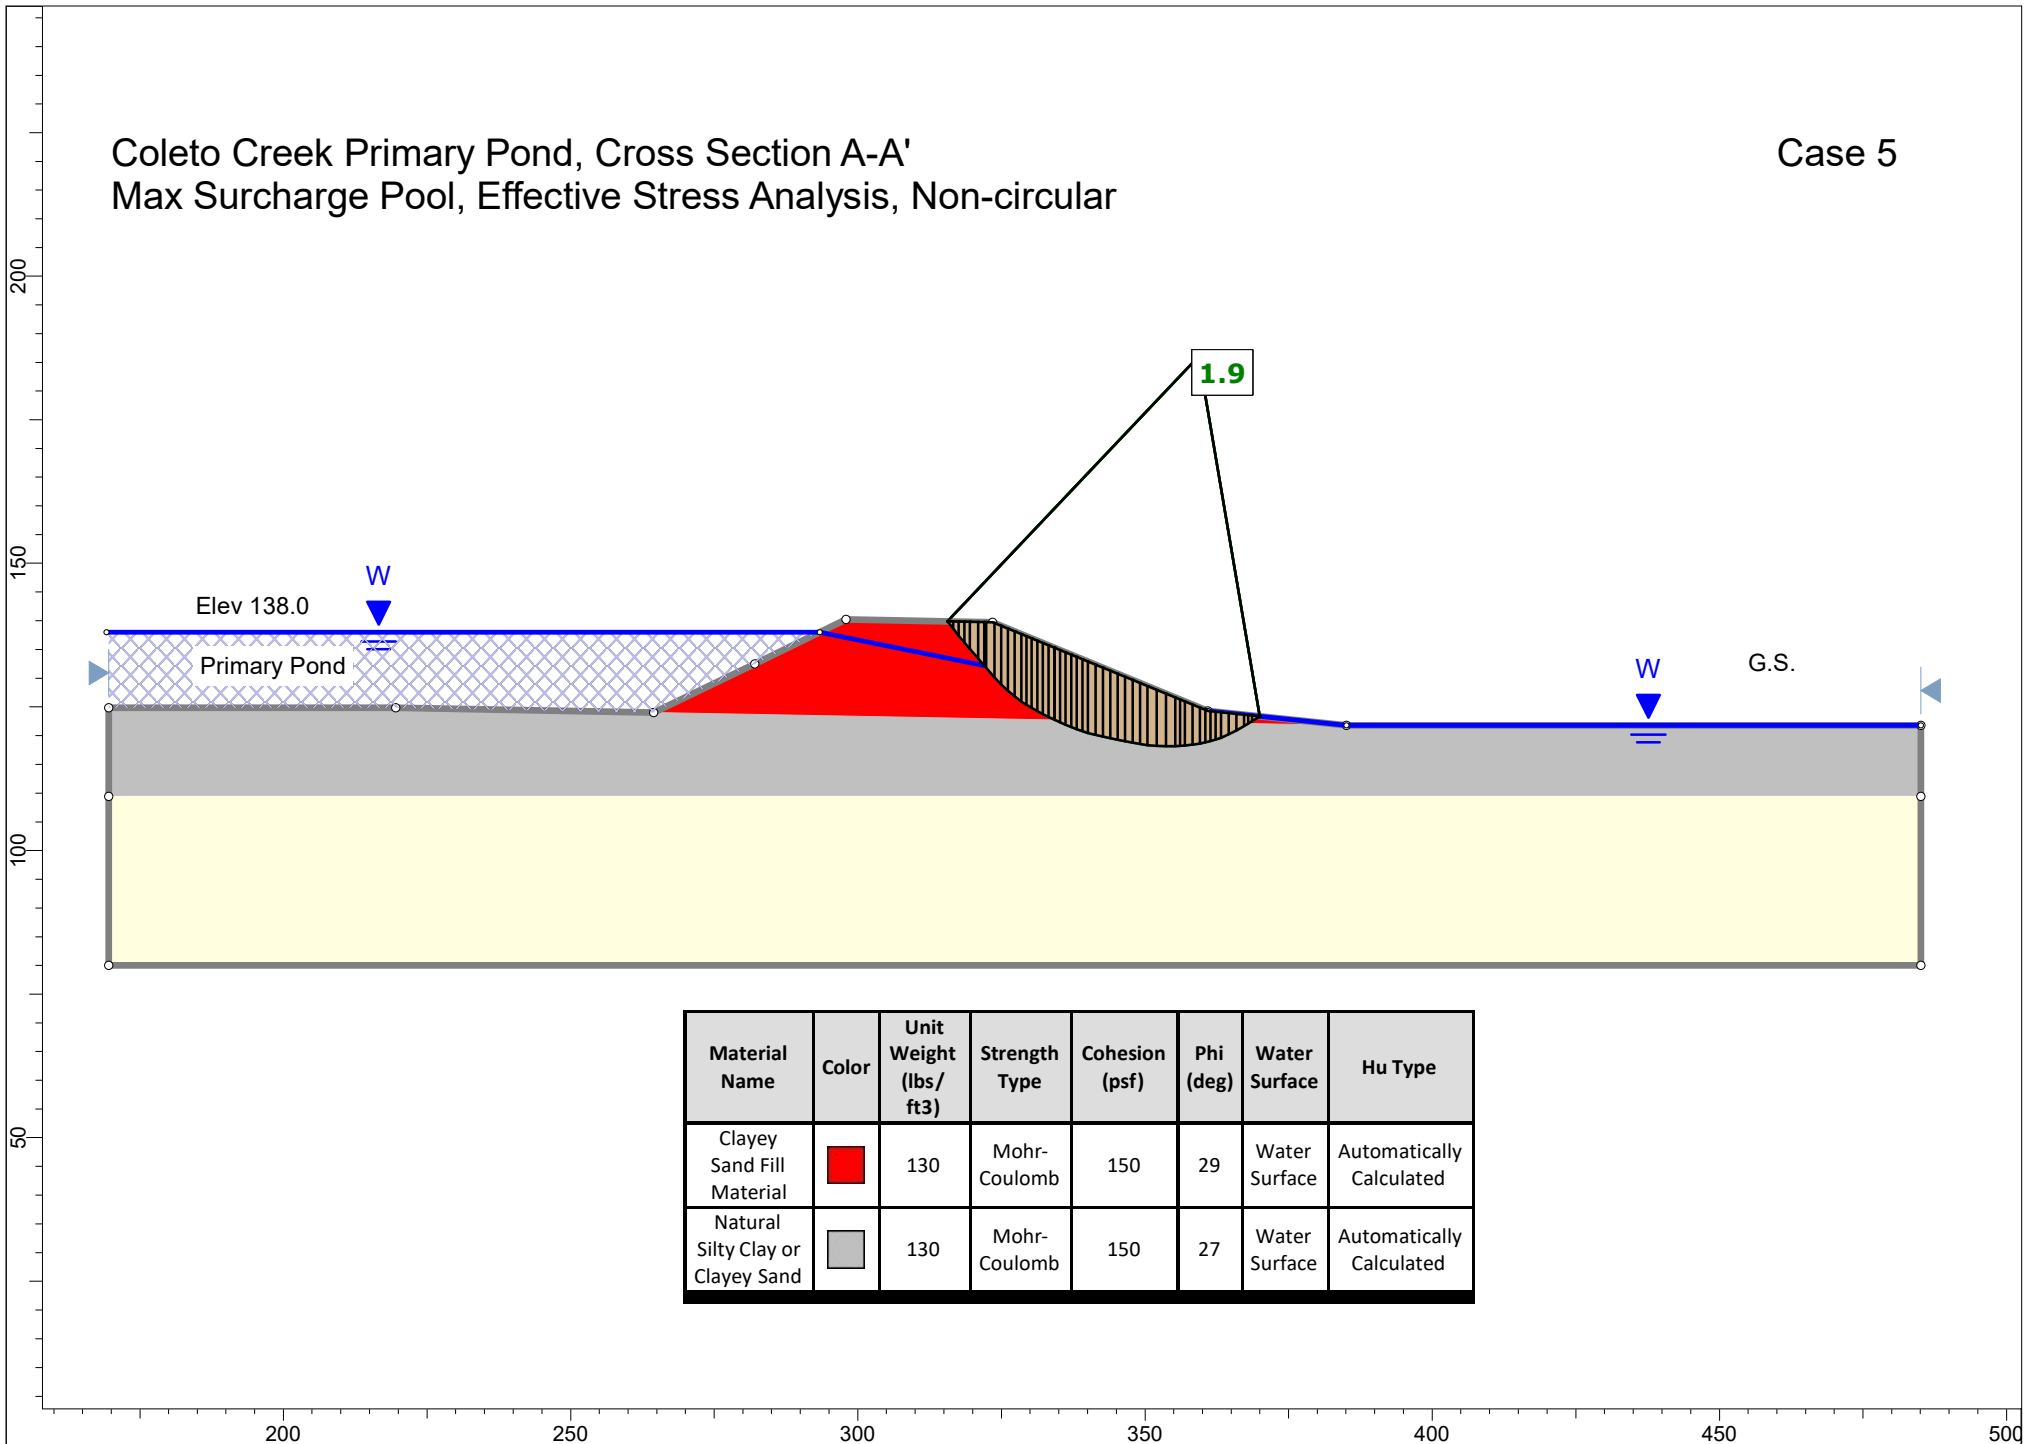 Coleto Creek Primary Pond, Cross Section A-A'
Max Surcharge Pool, Effective Stress Analysis, Non-circular
Case 5
200
150
100
50
1.9
W
Elev 138.0
Primary Pond
W
G.S.
Material Name
Color
Unit Weight (lbs/ ft3)
Strength Type
Cohesion (psf)
Phi (deg)
Water Surface
Hu Type
Clayey Sand Fill Material
130
Mohr-Coulomb
150
29
Water Surface
Automatically Calculated
Natural Silty Clay or Clayey Sand
130
Mohr-Coulomb
150
27
Water Surface
Automatically Calculated
200
250
300
350
400
450
500